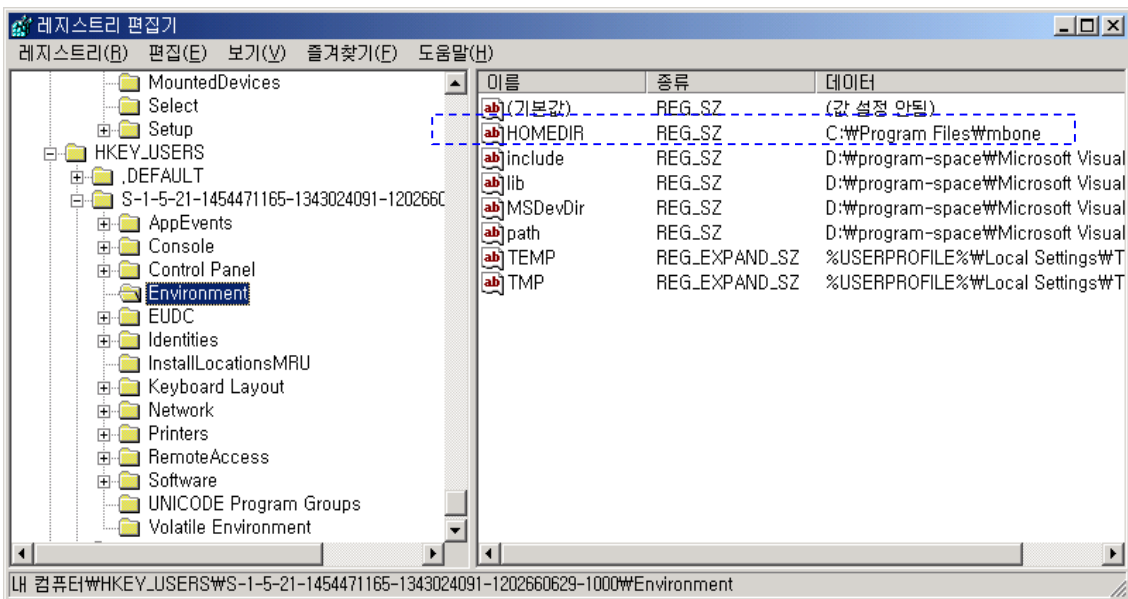 레지스트리 편집기
레지스트리(R) 편집(E) 보기(V) 즐겨찾기(F) 도움말(H)
MountedDevices
Select
Setup
HKEY_USERS
.DEFAULT
S-1-5-21-1454471165-1343024091-1202660
AppEvents
Console
Control Panel
Environment
EUDC
Identities
InstallLocationsMRU
Keyboard Layout
Network
Printers
RemoteAccess
Software
UNICODE Program Groups
Volatile Environment
이름 종류 데이터
(기본값) REG_SZ (값 설정 안됨)
HOMEDIR REG_SZ C:₩Program Files₩mbone
include REG_SZ D:₩program-space₩Microsoft Visual
lib REG_SZ D:₩program-space₩Microsoft Visual
MSDevDir REG_SZ D:₩program-space₩Microsoft Visual
path REG_SZ D:₩program-space₩Microsoft Visual
TEMP REG_EXPAND_SZ %USERPROFILE%₩Local Settings₩T
TMP REG_EXPAND_SZ %USERPROFILE%₩Local Settings₩T
내 컴퓨터₩HKEY_USERS₩S-1-5-21-1454471165-1343024091-1202660629-1000₩Environment